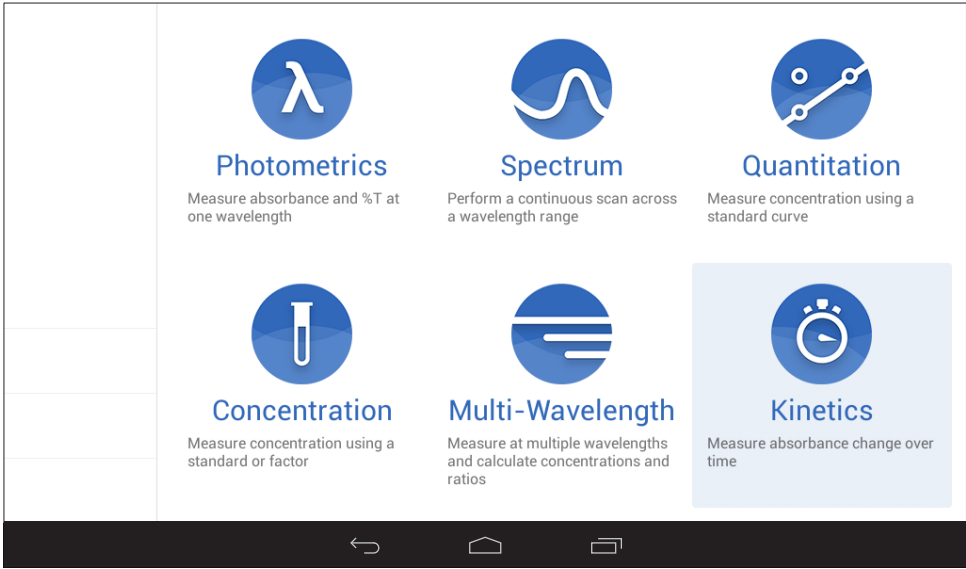 Photometrics
Measure absorbance and %T at
one wavelength
Spectrum
Perform a continuous scan across
a wavelength range
Quantitation
Measure concentration using a
standard curve
Concentration
Measure concentration using a
standard or factor
Multi-Wavelength
Measure at multiple wavelengths
and calculate concentrations and
ratios
Kinetics
Measure absorbance change over
time